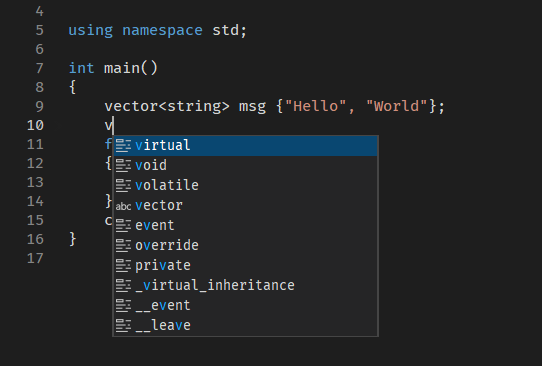 4
5 using namespace std;
6
7 int main()
8 {
9 vector<string> msg {"Hello", "World"};
10 v
11 f
virtual
12 {
void
13
volatile
14 }
abc vector
15 c
event
16 }
override
17
private
_virtual_inheritance
__event
__leave